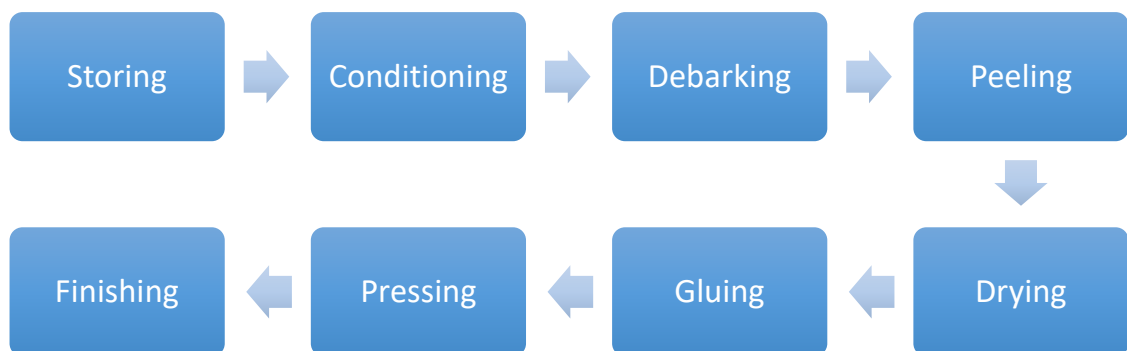 Storing
Conditioning
Debarking
Peeling
Drying
Gluing
Pressing
Finishing